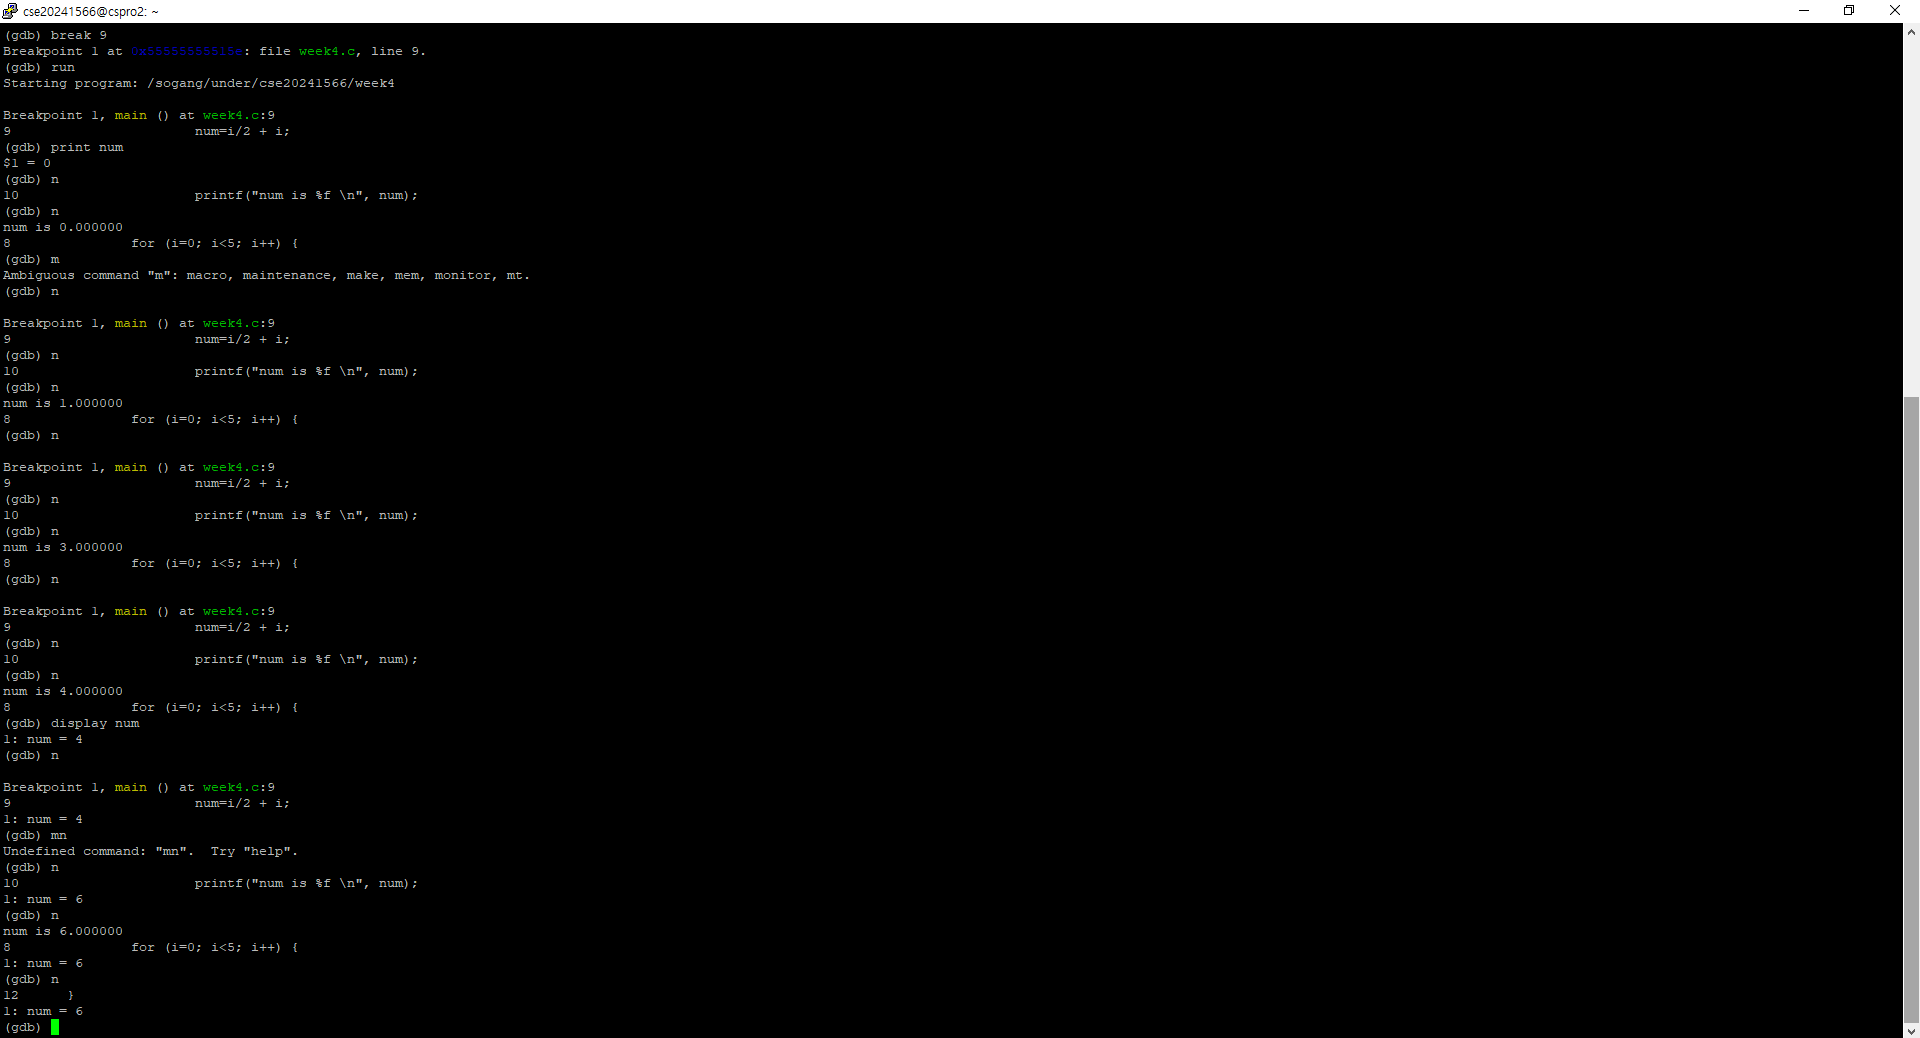 cse20241566@cspro2: ~
(gdb) break 9
Breakpoint 1 at 0x55555555515e: file week4.c, line 9.
(gdb) run
Starting program: /sogang/under/cse20241566/week4
Breakpoint 1, main () at week4.c:9
9                       num=i/2 + i;
(gdb) print num
$1 = 0
(gdb) n
10                      printf("num is %f \n", num);
(gdb) n
num is 0.000000
8               for (i=0; i<5; i++) {
(gdb) m
Ambiguous command "m": macro, maintenance, make, mem, monitor, mt.
(gdb) n
Breakpoint 1, main () at week4.c:9
9                       num=i/2 + i;
(gdb) n
10                      printf("num is %f \n", num);
(gdb) n
num is 1.000000
8               for (i=0; i<5; i++) {
(gdb) n
Breakpoint 1, main () at week4.c:9
9                       num=i/2 + i;
(gdb) n
10                      printf("num is %f \n", num);
(gdb) n
num is 3.000000
8               for (i=0; i<5; i++) {
(gdb) n
Breakpoint 1, main () at week4.c:9
9                       num=i/2 + i;
(gdb) n
10                      printf("num is %f \n", num);
(gdb) n
num is 4.000000
8               for (i=0; i<5; i++) {
(gdb) display num
1: num = 4
(gdb) n
Breakpoint 1, main () at week4.c:9
9                       num=i/2 + i;
1: num = 4
(gdb) mn
Undefined command: "mn".  Try "help".
(gdb) n
10                      printf("num is %f \n", num);
1: num = 6
(gdb) n
num is 6.000000
8               for (i=0; i<5; i++) {
1: num = 6
(gdb) n
12      }
1: num = 6
(gdb)